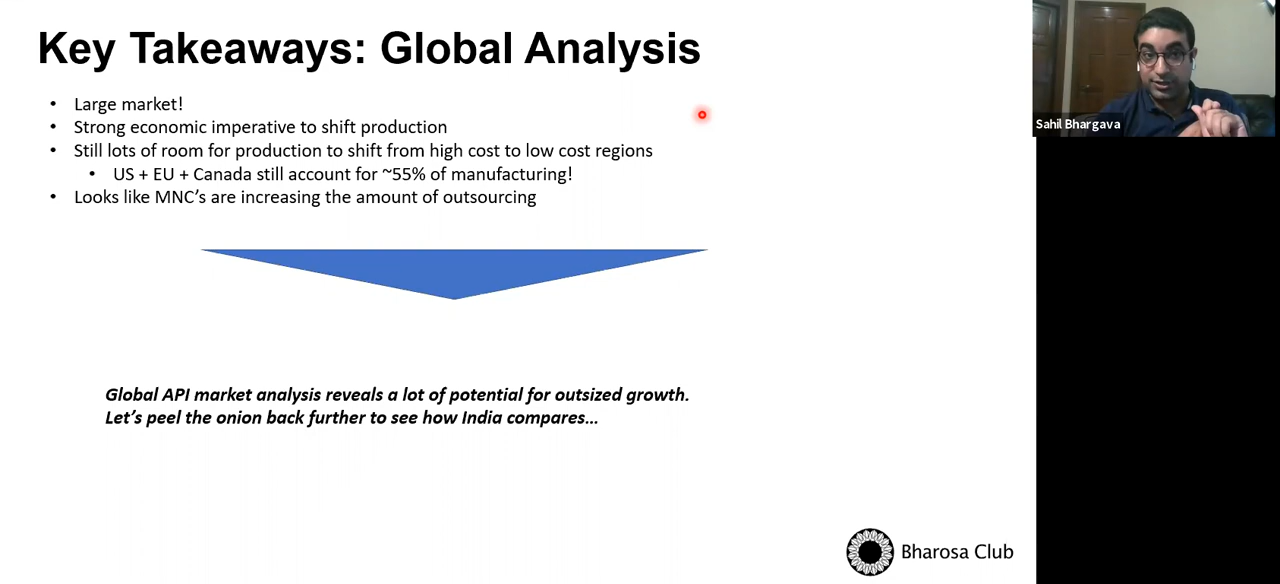 Key Takeaways: Global Analysis
• Large market!
• Strong economic imperative to shift production
• Still lots of room for production to shift from high cost to low cost regions
• US + EU + Canada still account for ~55% of manufacturing!
• Looks like MNC’s are increasing the amount of outsourcing
Global API market analysis reveals a lot of potential for outsized growth.
Let’s peel the onion back further to see how India compares…
Bharosa Club
Sahil Bhargava